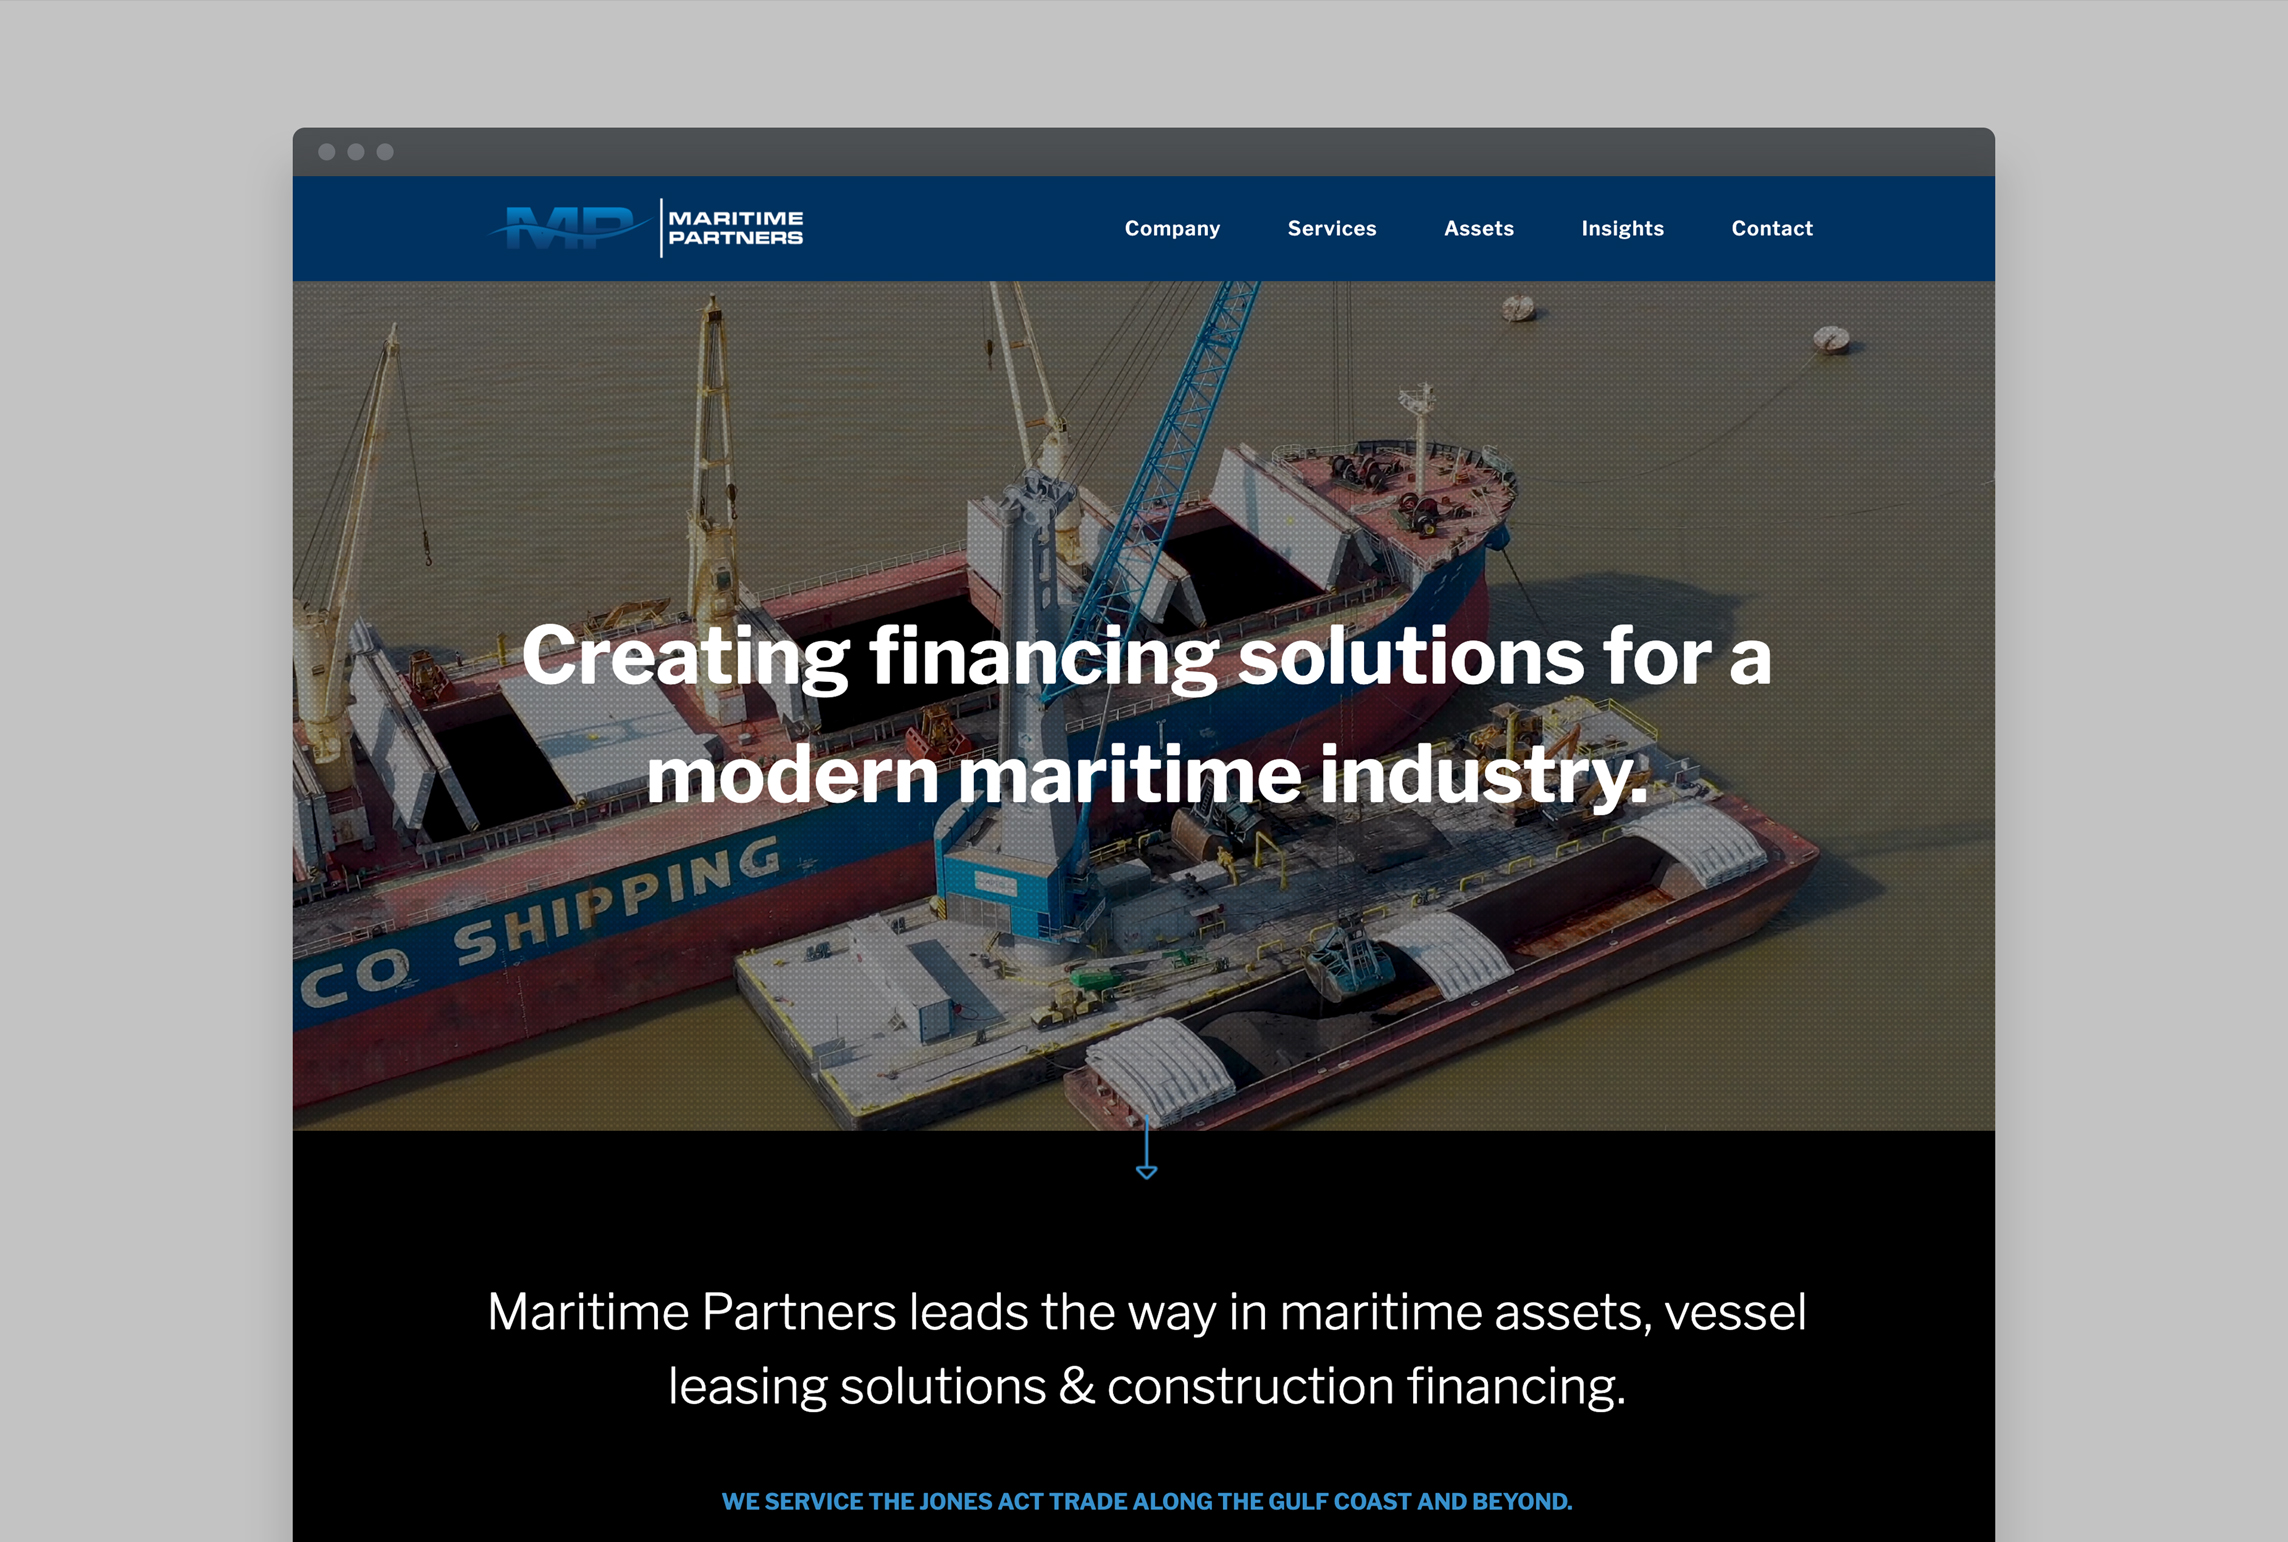 MP
MARITIME
PARTNERS
Company Services Assets Insights Contact
Creating financing solutions for a
modern maritime industry.
CO SHIPPING
Maritime Partners leads the way in maritime assets, vessel
leasing solutions & construction financing.
WE SERVICE THE JONES ACT TRADE ALONG THE GULF COAST AND BEYOND.